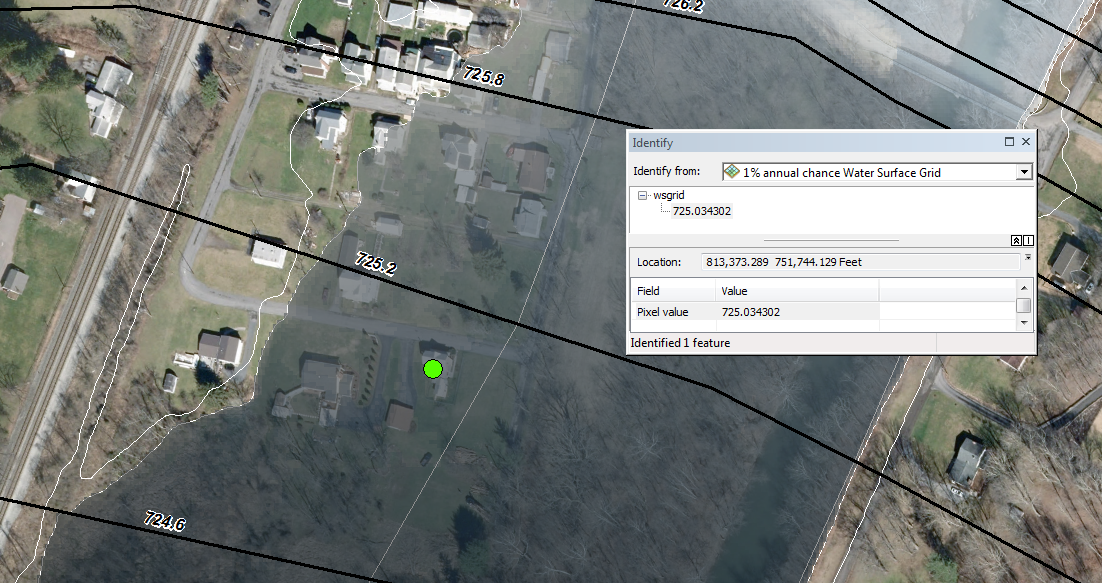 726.2
725.8
Identify
Identify from:
1% annual chance Water Surface Grid
wsgrid
725.034302
Location:
813,373.289 751,744.129 Feet
Field Value
Pixel value 725.034302
Identified 1 feature
725.2
724.6